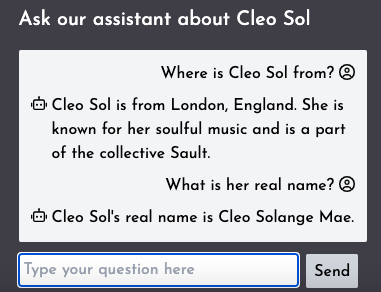 Ask our assistant about Cleo Sol
Where is Cleo Sol from?
Cleo Sol is from London, England. She is
known for her soulful music and is a part
of the collective Sault.
What is her real name?
Cleo Sol's real name is Cleo Solange Mae.
Type your question here
Send